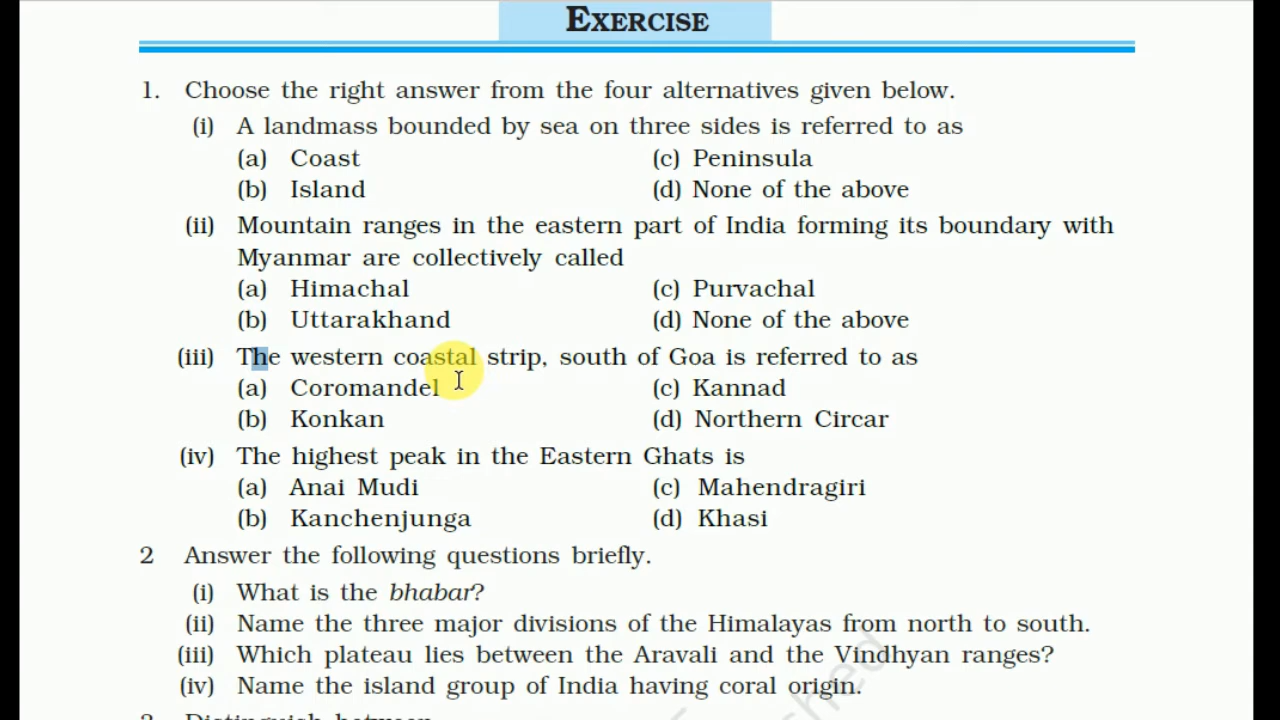 EXERCISE
1. Choose the right answer from the four alternatives given below.
(i) A landmass bounded by sea on three sides is referred to as
(a) Coast (c) Peninsula
(b) Island (d) None of the above
(ii) Mountain ranges in the eastern part of India forming its boundary with
Myanmar are collectively called
(a) Himachal (c) Purvachal
(b) Uttarakhand (d) None of the above
(iii) The western coastal strip, south of Goa is referred to as
(a) Coromandel (c) Kannad
(b) Konkan (d) Northern Circar
(iv) The highest peak in the Eastern Ghats is
(a) Anai Mudi (c) Mahendragiri
(b) Kanchenjunga (d) Khasi
2 Answer the following questions briefly.
(i) What is the bhabar?
(ii) Name the three major divisions of the Himalayas from north to south.
(iii) Which plateau lies between the Aravali and the Vindhyan ranges?
(iv) Name the island group of India having coral origin.
3 Distinguish between